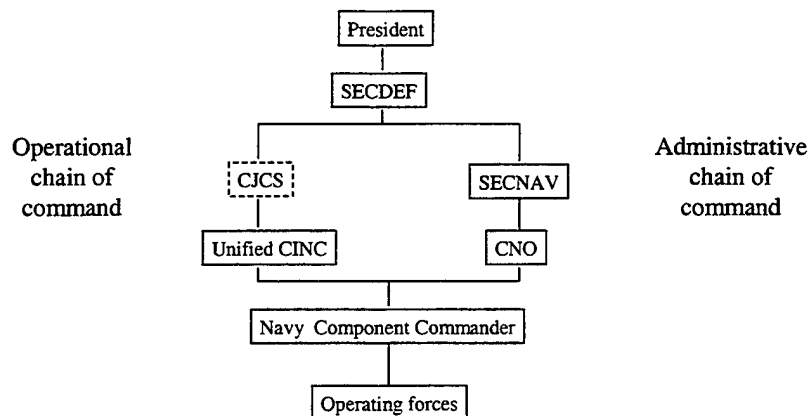 President
SECDEF
Operational
chain of
command
Administrative
chain of
command
CJCS
SECNAV
Unified CINC
CNO
Navy Component Commander
Operating forces